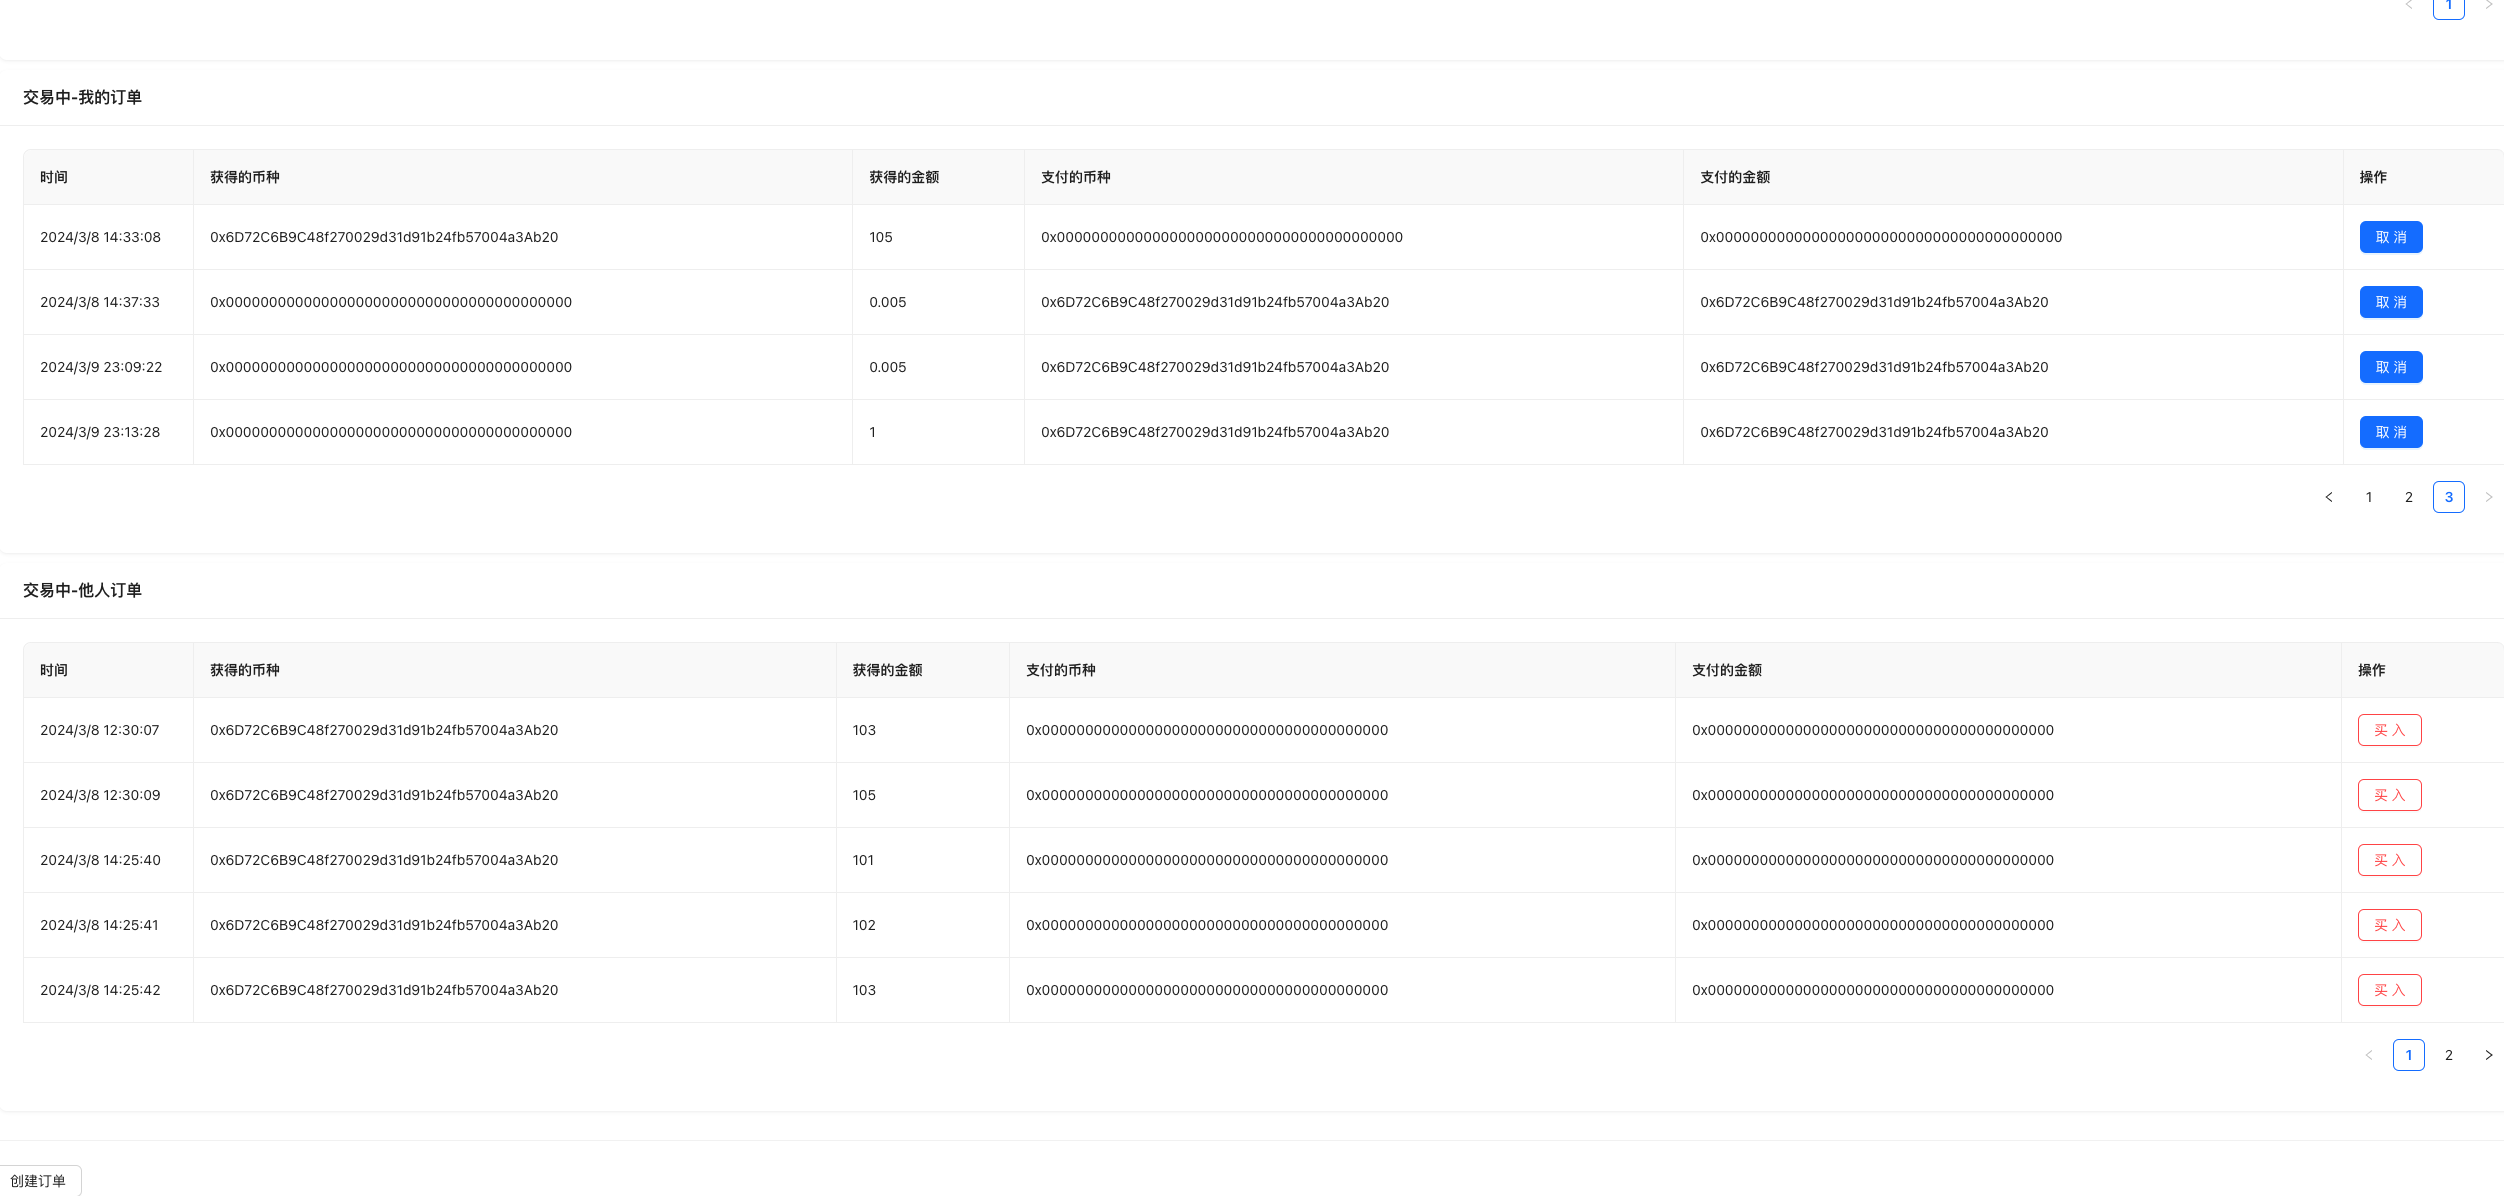 < 1 >
交易中-我的订单
时间 获得的币种 获得的金额 支付的币种 支付的金额 操作
2024/3/8 14:33:08 0x6D72C6B9C48f270029d31d91b24fb57004a3Ab20 105 0x0000000000000000000000000000000000000000 0x0000000000000000000000000000000000000000 取 消
2024/3/8 14:37:33 0x0000000000000000000000000000000000000000 0.005 0x6D72C6B9C48f270029d31d91b24fb57004a3Ab20 0x6D72C6B9C48f270029d31d91b24fb57004a3Ab20 取 消
2024/3/9 23:09:22 0x0000000000000000000000000000000000000000 0.005 0x6D72C6B9C48f270029d31d91b24fb57004a3Ab20 0x6D72C6B9C48f270029d31d91b24fb57004a3Ab20 取 消
2024/3/9 23:13:28 0x0000000000000000000000000000000000000000 1 0x6D72C6B9C48f270029d31d91b24fb57004a3Ab20 0x6D72C6B9C48f270029d31d91b24fb57004a3Ab20 取 消
< 1 2 3 >
交易中-他人订单
时间 获得的币种 获得的金额 支付的币种 支付的金额 操作
2024/3/8 12:30:07 0x6D72C6B9C48f270029d31d91b24fb57004a3Ab20 103 0x0000000000000000000000000000000000000000 0x0000000000000000000000000000000000000000 买 入
2024/3/8 12:30:09 0x6D72C6B9C48f270029d31d91b24fb57004a3Ab20 105 0x0000000000000000000000000000000000000000 0x0000000000000000000000000000000000000000 买 入
2024/3/8 14:25:40 0x6D72C6B9C48f270029d31d91b24fb57004a3Ab20 101 0x0000000000000000000000000000000000000000 0x0000000000000000000000000000000000000000 买 入
2024/3/8 14:25:41 0x6D72C6B9C48f270029d31d91b24fb57004a3Ab20 102 0x0000000000000000000000000000000000000000 0x0000000000000000000000000000000000000000 买 入
2024/3/8 14:25:42 0x6D72C6B9C48f270029d31d91b24fb57004a3Ab20 103 0x0000000000000000000000000000000000000000 0x0000000000000000000000000000000000000000 买 入
< 1 2 >
创建订单